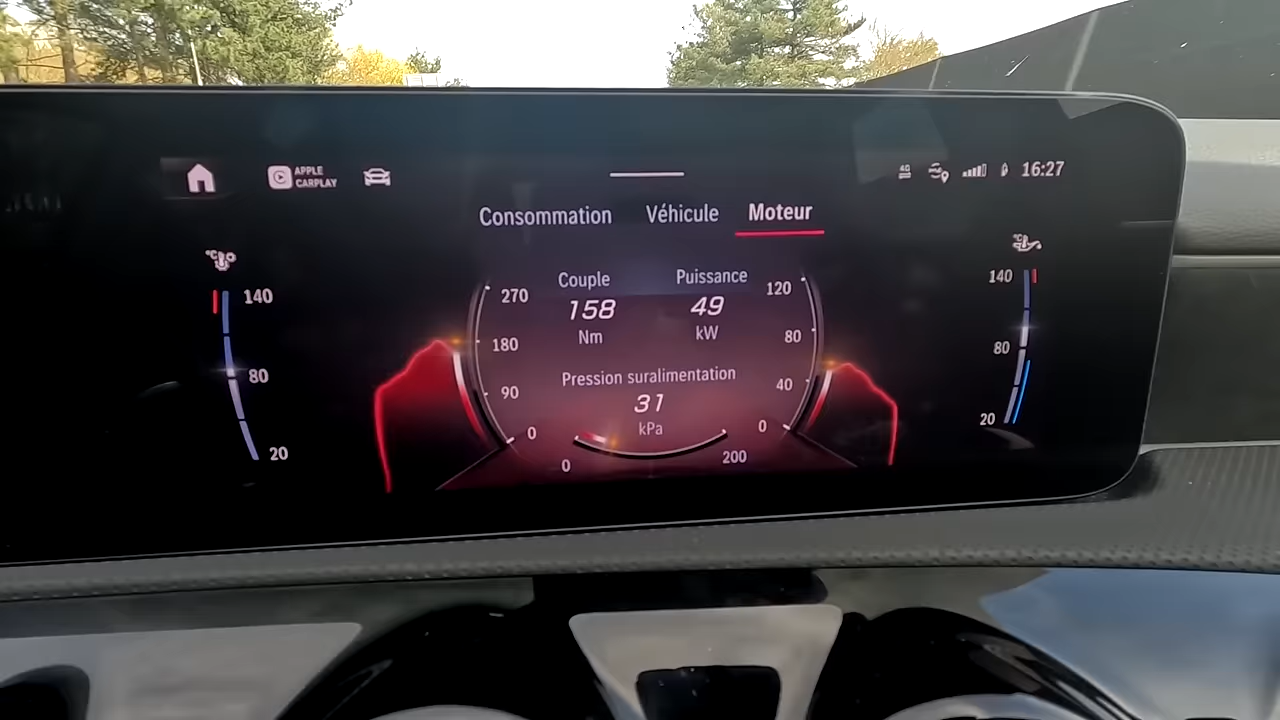 APPLE
CARPLAY
4G
16:27
Consommation Véhicule Moteur
°C
140
80
20
270
180
90
0
Couple
158
Nm
Puissance
49
kW
120
80
40
0
Pression suralimentation
31
kPa
0
200
°C
140
80
20